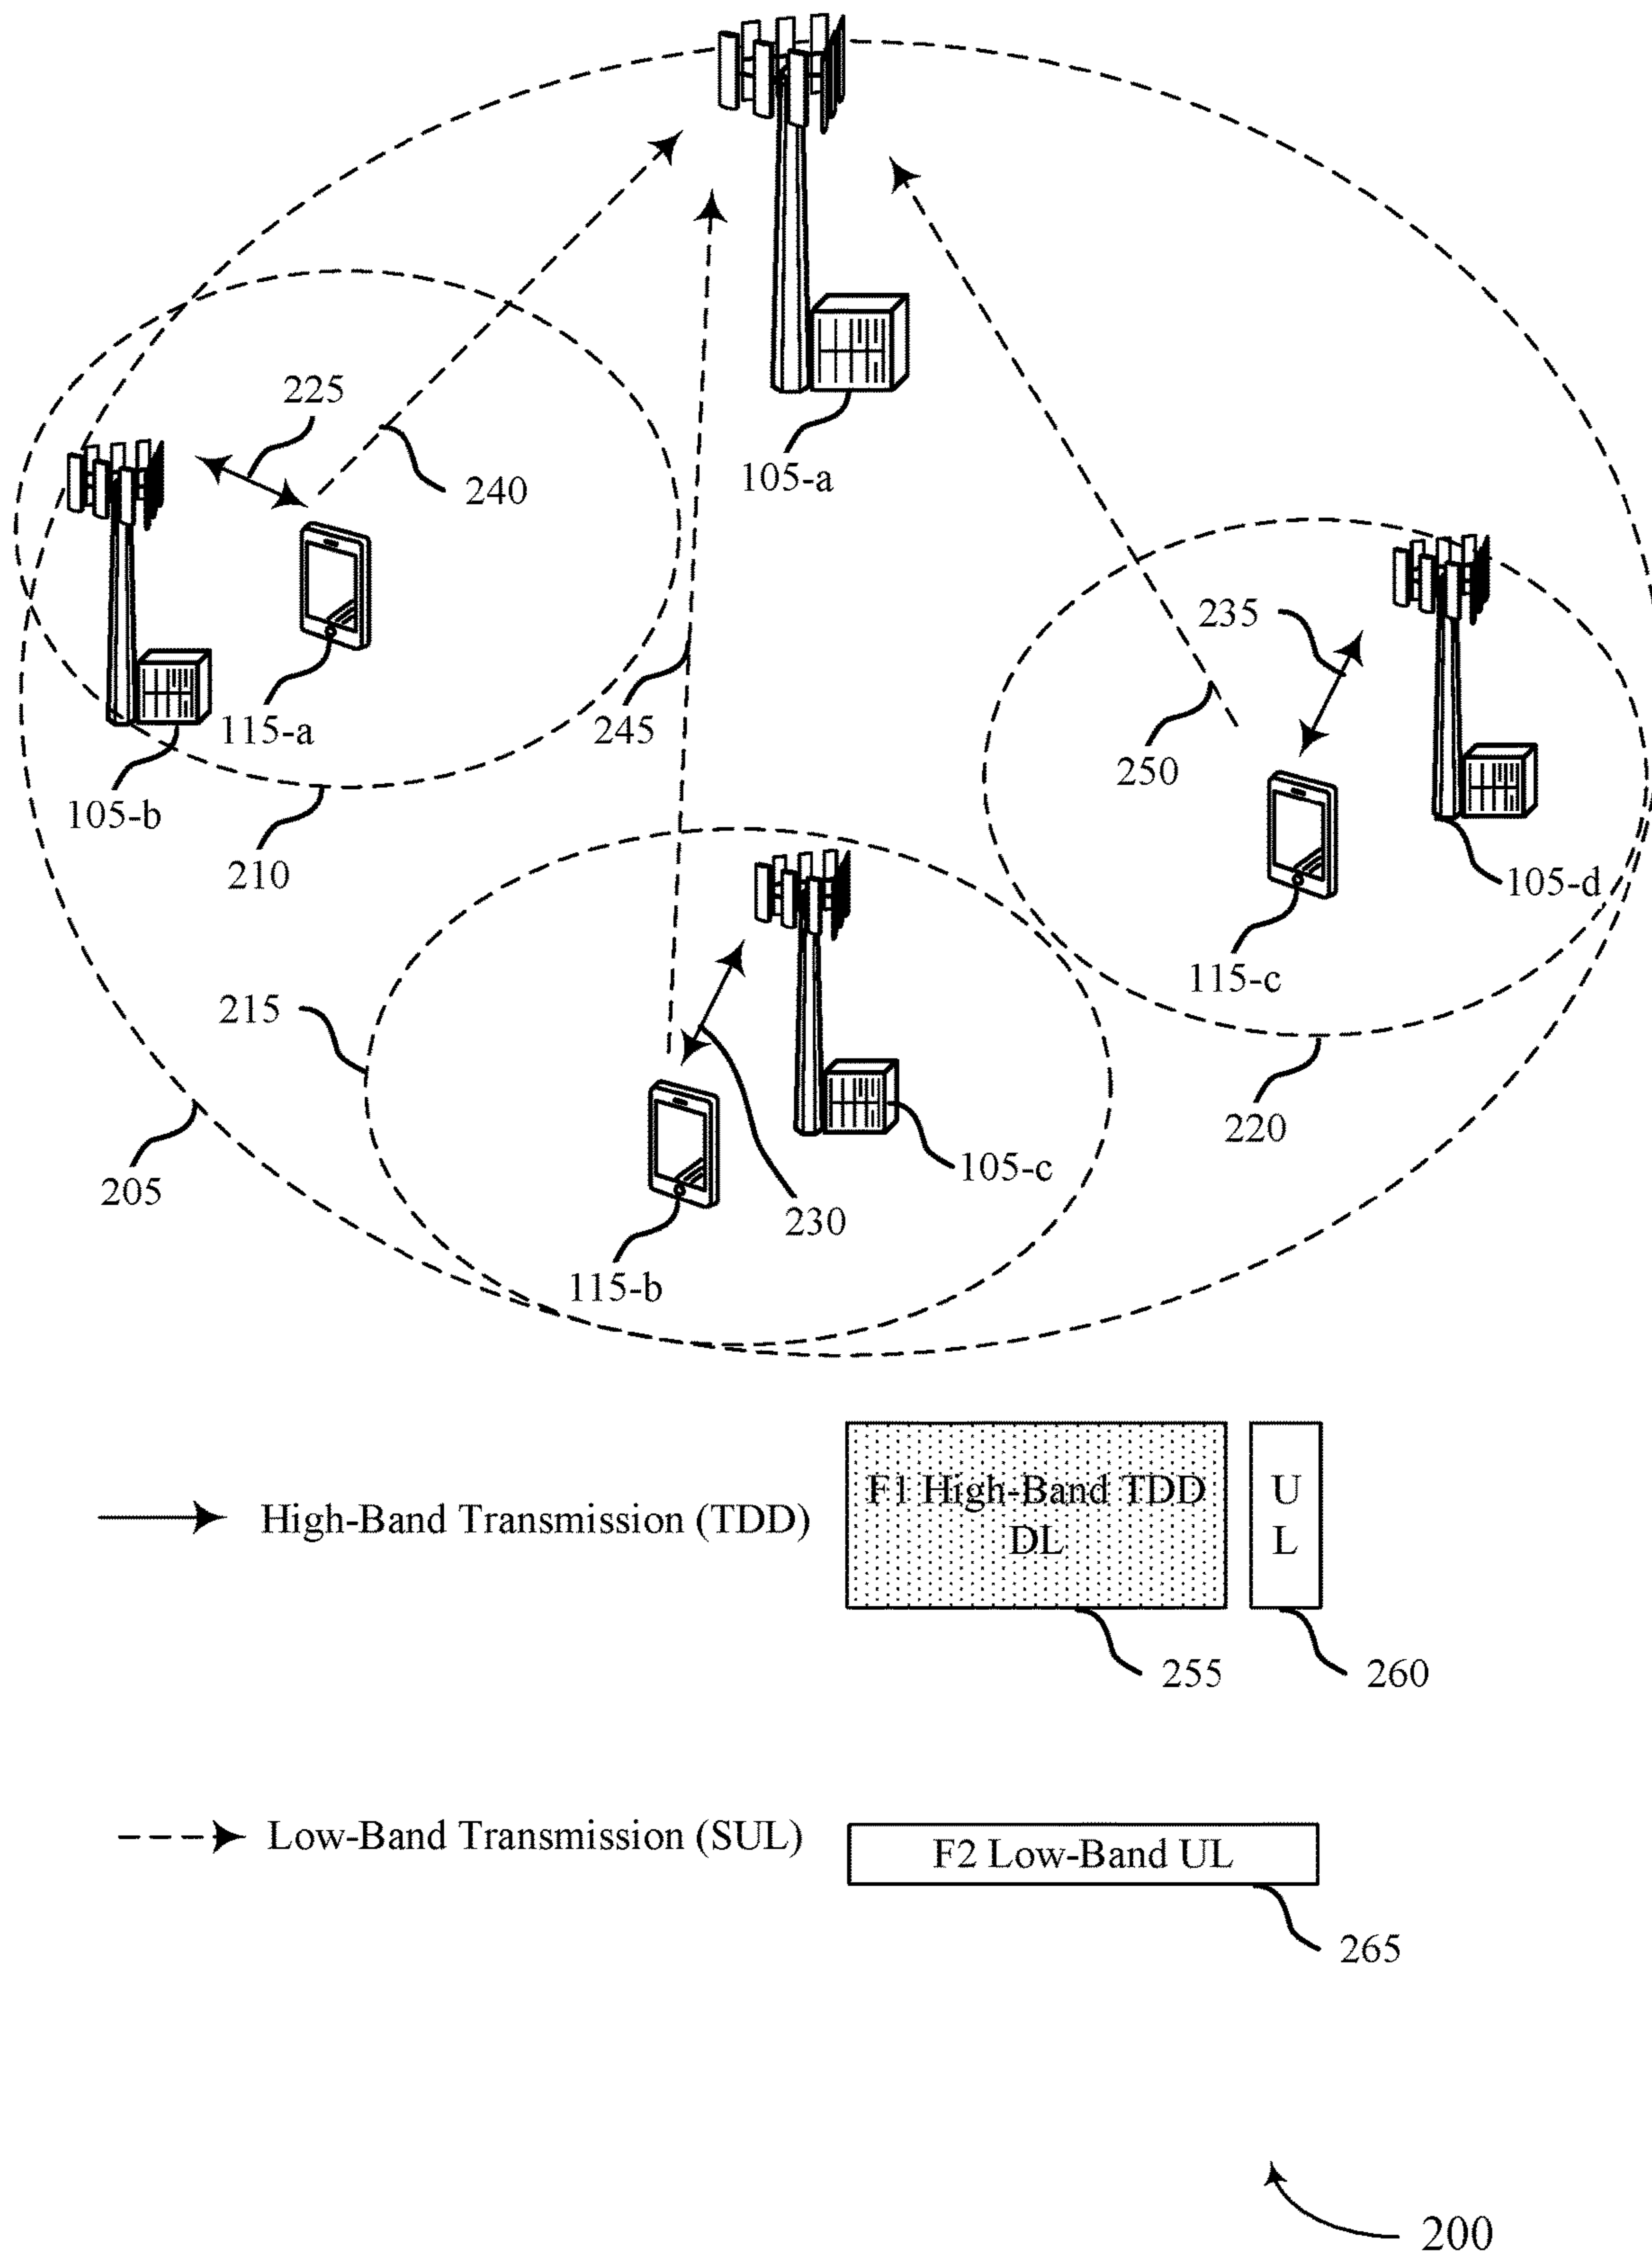 225
240
105-a
235
115-a
245
250
105-b
210
105-d
115-c
215
220
105-c
205
230
115-b
High-Band Transmission (TDD)
F1 High-Band TDD
DL
U
L
255
260
Low-Band Transmission (SUL)
F2 Low-Band UL
265
200